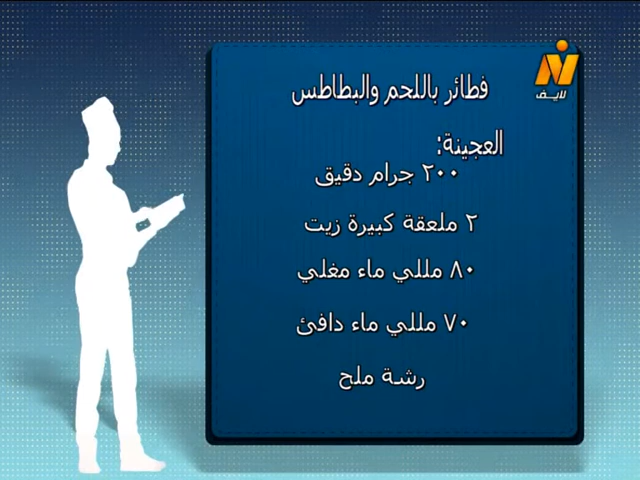 فطائر باللحم والبطاطس
لايف
العجينة:
٢٠٠ جرام دقيق
٢ ملعقة كبيرة زيت
٨٠ مللي ماء مغلي
٧٠ مللي ماء دافئ
رشة ملح